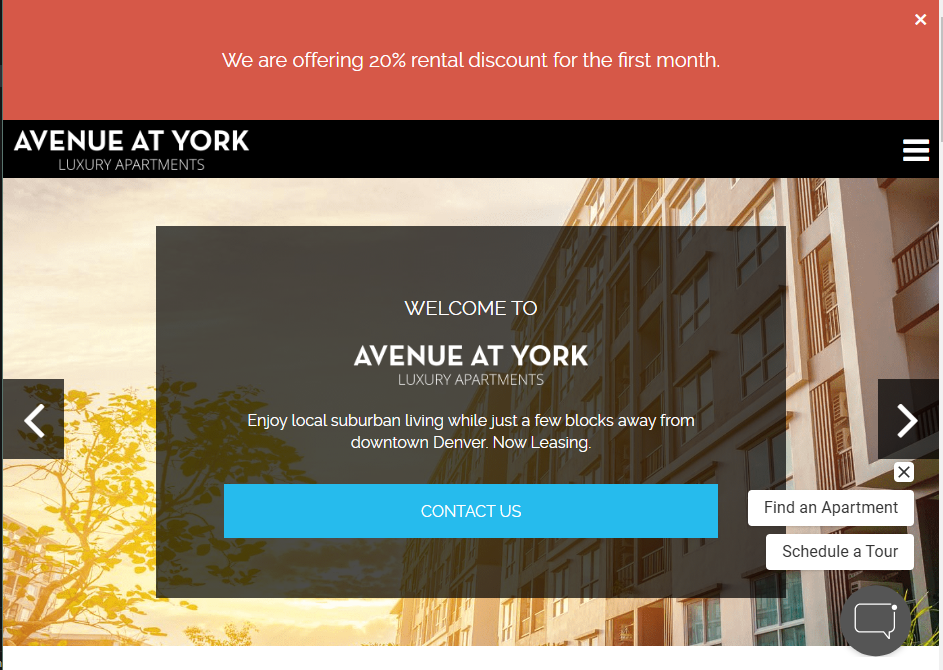 We are offering 20% rental discount for the first month.
AVENUE AT YORK
LUXURY APARTMENTS
WELCOME TO
AVENUE AT YORK
LUXURY APARTMENTS
Enjoy local suburban living while just a few blocks away from
downtown Denver. Now Leasing.
CONTACT US
Find an Apartment
Schedule a Tour